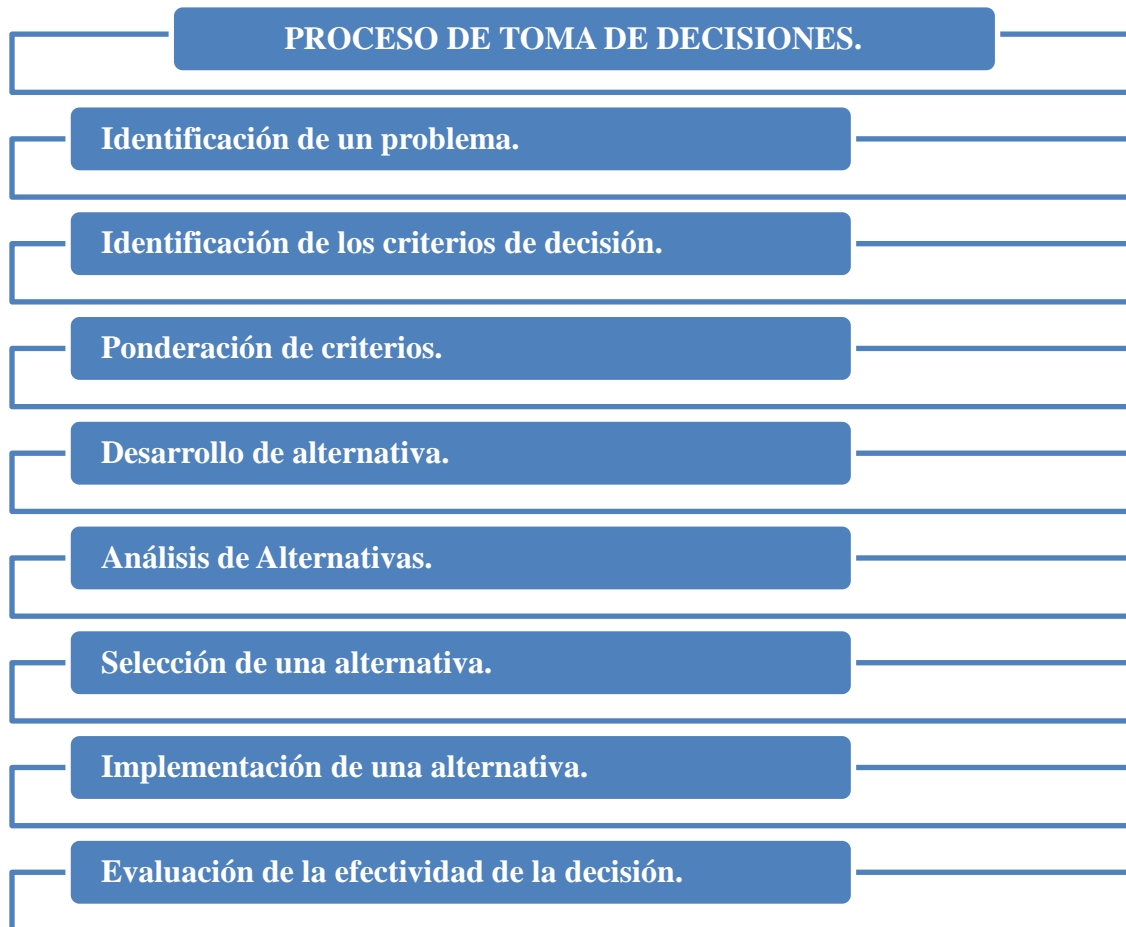 PROCESO DE TOMA DE DECISIONES.
Identificación de un problema.
Identificación de los criterios de decisión.
Ponderación de criterios.
Desarrollo de alternativa.
Análisis de Alternativas.
Selección de una alternativa.
Implementación de una alternativa.
Evaluación de la efectividad de la decisión.